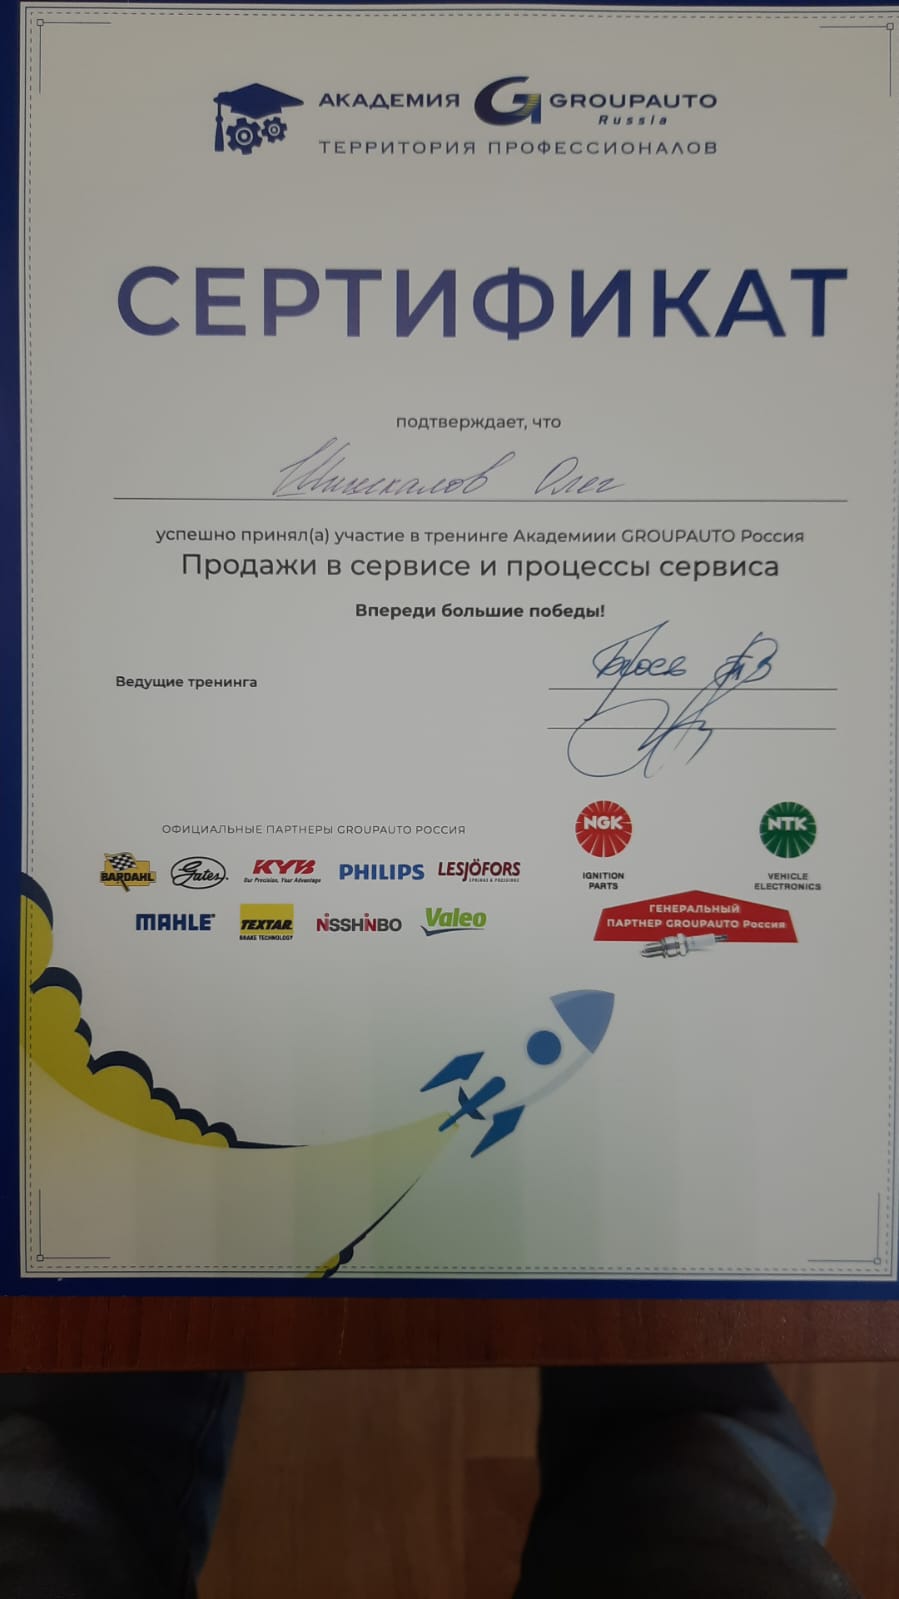 АКАДЕМИЯ GROUPAUTO
Russia
ТЕРРИТОРИЯ ПРОФЕССИОНАЛОВ
СЕРТИФИКАТ
подтверждает, что
Олег
успешно принял(а) участие в тренинге Академиии GROUPAUTO Россия
Продажи в сервисе и процессы сервиса
Впереди большие победы!
Ведущие тренинга
ОФИЦИАЛЬНЫЕ ПАРТНЕРЫ GROUPAUTO РОССИЯ
BARDAHL
Gates
KYB
Our Precision, Your Advantage
PHILIPS
LESJÖFORS
SPRINGS & PRESSINGS
MAHLE
TEXTAR
BRAKE TECHNOLOGY
NISSHINBO
Valeo
NGK
IGNITION
PARTS
NTK
VEHICLE
ELECTRONICS
ГЕНЕРАЛЬНЫЙ
ПАРТНЕР GROUPAUTO Россия